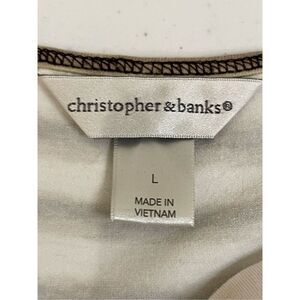 christopher & banks®
L
MADE IN
VIETNAM